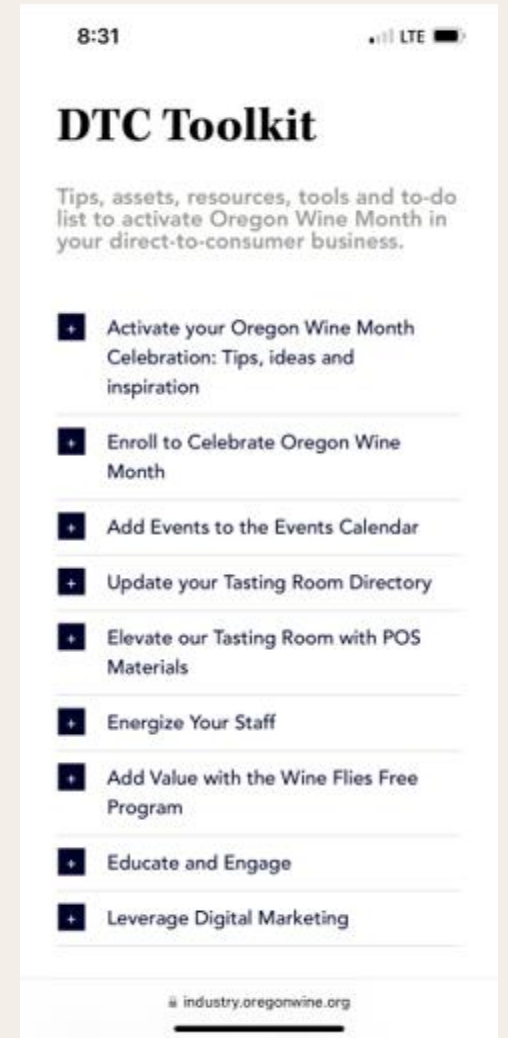 8:31
LTE
DTC Toolkit
Tips, assets, resources, tools and to-do
list to activate Oregon Wine Month in
your direct-to-consumer business.
+ Activate your Oregon Wine Month
Celebration: Tips, ideas and
inspiration
+ Enroll to Celebrate Oregon Wine
Month
+ Add Events to the Events Calendar
+ Update your Tasting Room Directory
+ Elevate our Tasting Room with POS
Materials
+ Energize Your Staff
+ Add Value with the Wine Flies Free
Program
+ Educate and Engage
+ Leverage Digital Marketing
industry.oregonwine.org